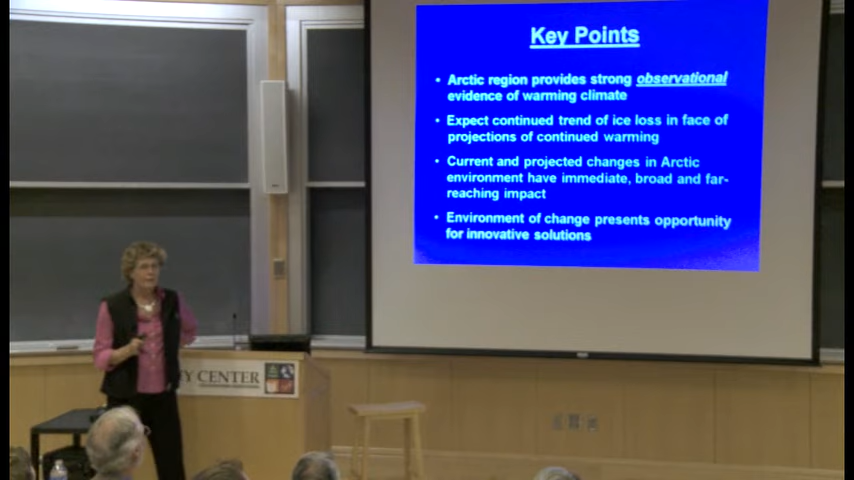 Key Points
• Arctic region provides strong observational
evidence of warming climate
• Expect continued trend of ice loss in face of
projections of continued warming
• Current and projected changes in Arctic
environment have immediate, broad and far-
reaching impact
• Environment of change presents opportunity
for innovative solutions
CENTER